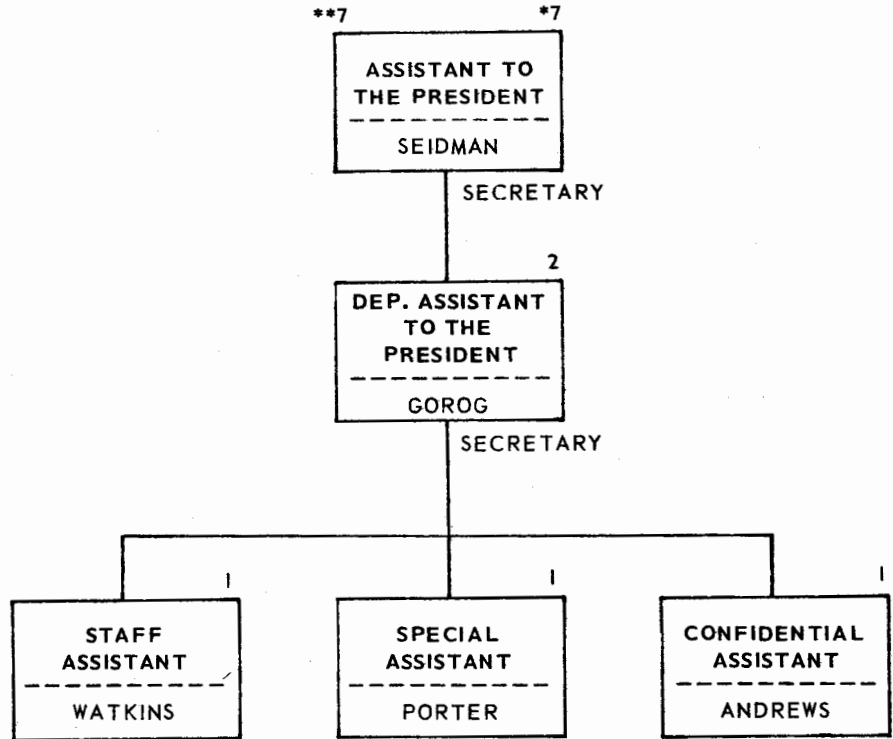 **7 *7
ASSISTANT TO
THE PRESIDENT
SEIDMAN
SECRETARY
2
DEP. ASSISTANT
TO THE
PRESIDENT
GOROG
SECRETARY
1 1 1
STAFF
ASSISTANT
WATKINS
SPECIAL
ASSISTANT
PORTER
CONFIDENTIAL
ASSISTANT
ANDREWS